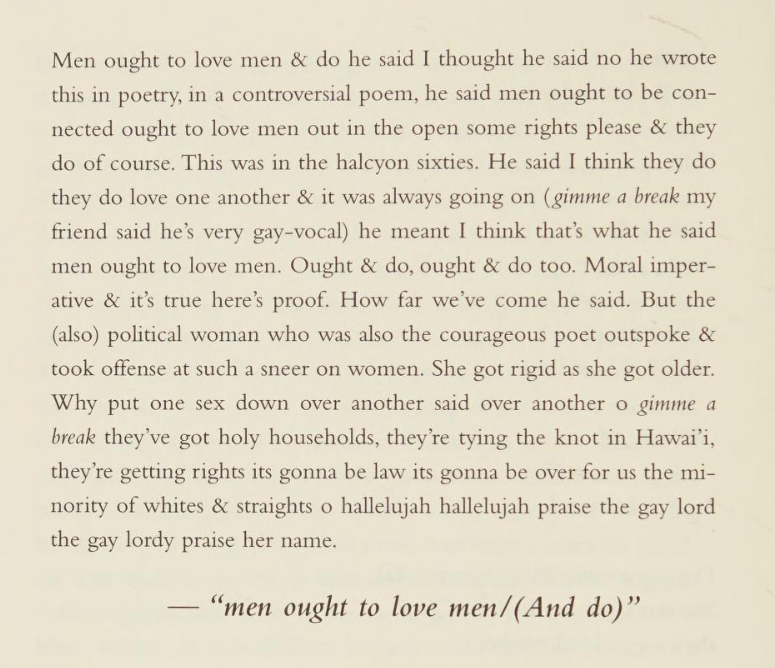 Men ought to love men & do he said I thought he said no he wrote
this in poetry, in a controversial poem, he said men ought to be con-
nected ought to love men out in the open some rights please & they
do of course. This was in the halcyon sixties. He said I think they do
they do love one another & it was always going on (gimme a break my
friend said he's very gay-vocal) he meant I think that's what he said
men ought to love men. Ought & do, ought & do too. Moral imper-
ative & it's true here's proof. How far we've come he said. But the
(also) political woman who was also the courageous poet outspoke &
took offense at such a sneer on women. She got rigid as she got older.
Why put one sex down over another said over another o gimme a
break they've got holy households, they're tying the knot in Hawai'i,
they're getting rights its gonna be law its gonna be over for us the mi-
nority of whites & straights o hallelujah hallelujah praise the gay lord
the gay lordy praise her name.
— "men ought to love men/(And do)"